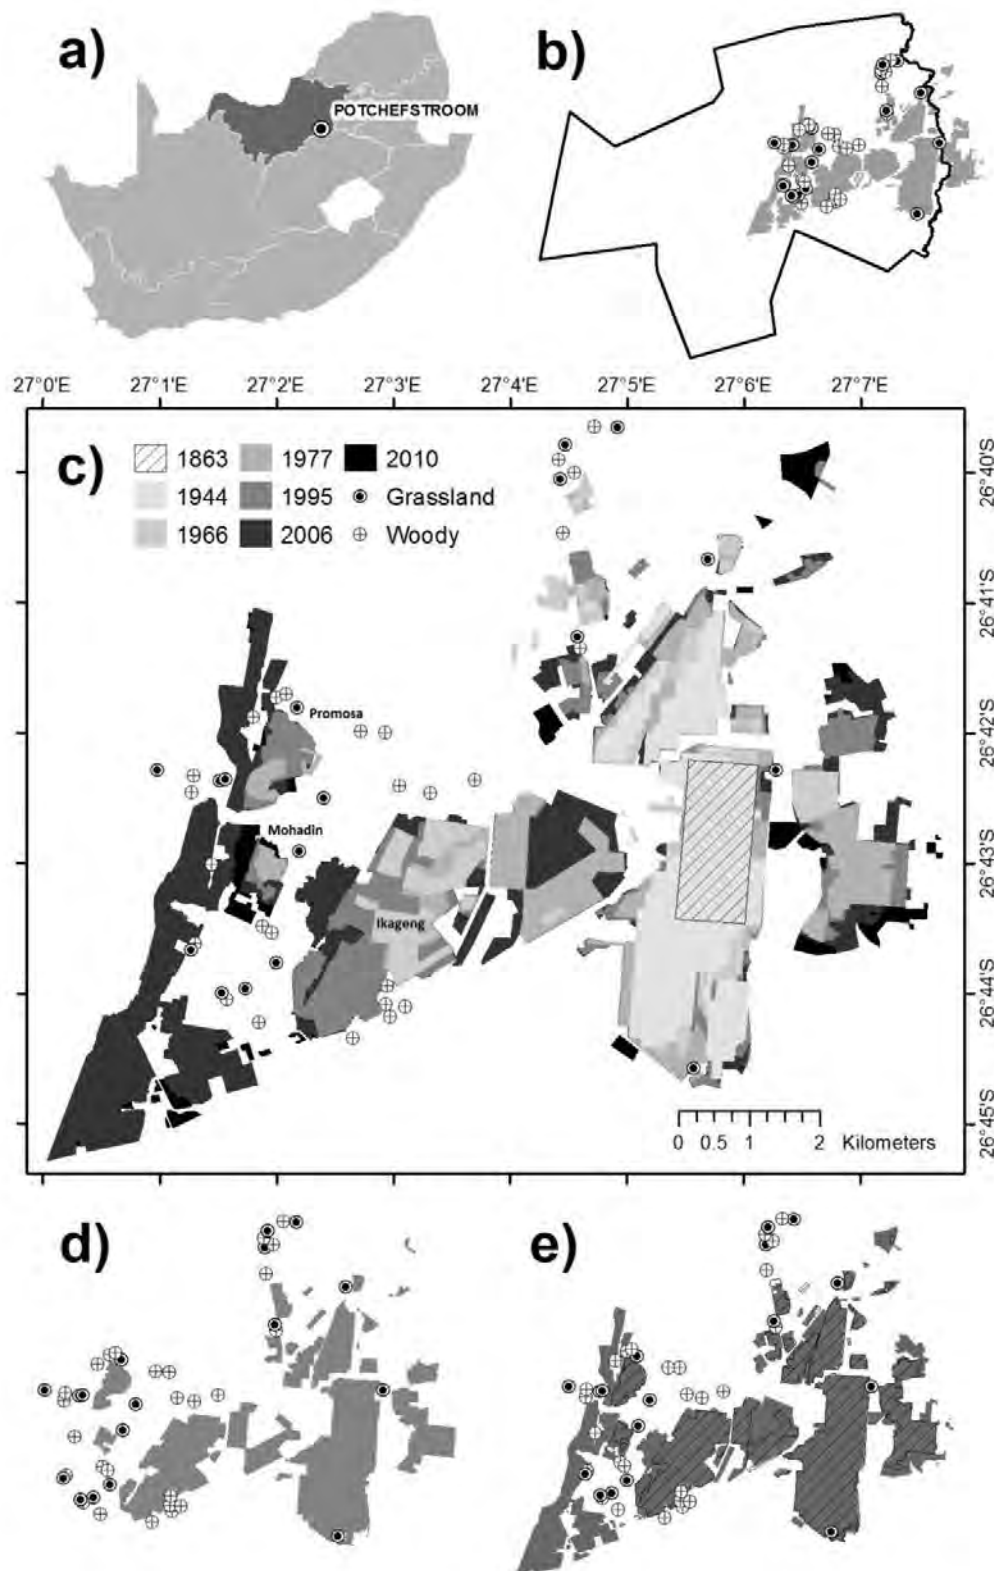 a)
POTCHEFSTROOM
b)
27°0'E 27°1'E 27°2'E 27°3'E 27°4'E 27°5'E 27°6'E 27°7'E
c)
1863 1977 2010
1944 1995 Grassland
1966 2006 Woody
26°40'S
26°41'S
26°42'S
26°43'S
26°44'S
26°45'S
Promosa
Mohadin
Ikageng
0 0.5 1 2 Kilometers
d)
e)